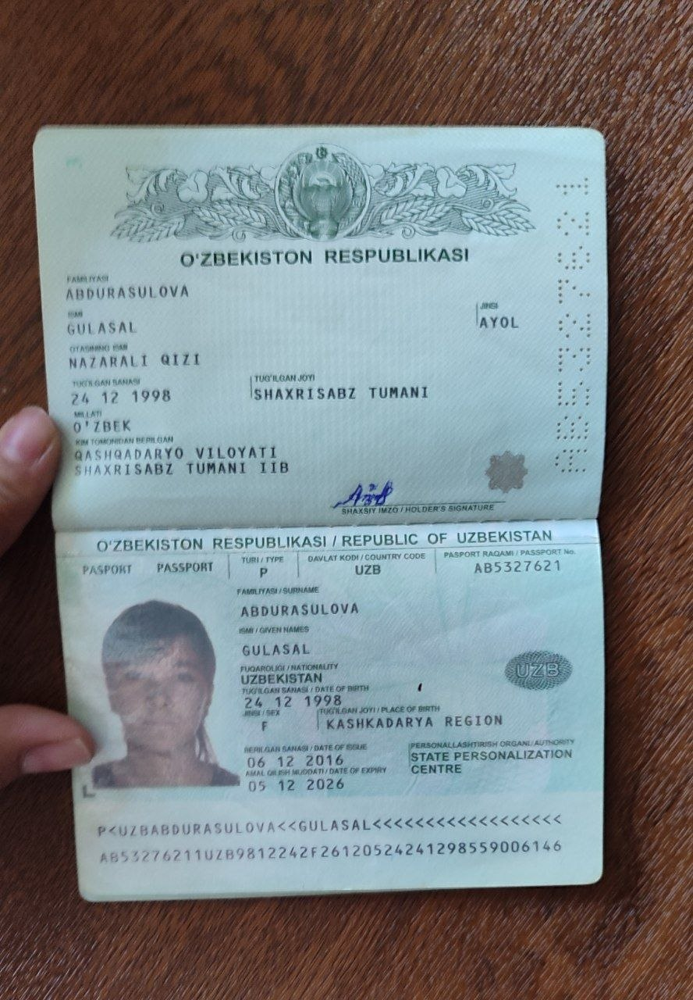 O'ZBEKISTON RESPUBLIKASI
FAMILIYASI
ABDURASULOVA
ISMI
GULASAL
JINSI
AYOL
OTASINING ISMI
NAZARALI QIZI
TUG'ILGAN SANASI
24 12 1998
TUG'ILGAN JOYI
SHAXRISABZ TUMANI
MILLATI
O'ZBEK
KIM TOMONIDAN BERILGAN
QASHQADARYO VILOYATI
SHAXRISABZ TUMANI IIB
SHAXSIY IMZO / HOLDER'S SIGNATURE
AB5327621
O'ZBEKISTON RESPUBLIKASI / REPUBLIC OF UZBEKISTAN
PASPORT PASSPORT
TURI / TYPE
P
DAVLAT KODI / COUNTRY CODE
UZB
PASPORT RAQAMI / PASSPORT No.
AB5327621
FAMILIYASI / SURNAME
ABDURASULOVA
ISMI / GIVEN NAMES
GULASAL
FUQAROLIGI / NATIONALITY
UZBEKISTAN
UZB
TUG'ILGAN SANASI / DATE OF BIRTH
24 12 1998
JINSI / SEX
F
TUG'ILGAN JOYI / PLACE OF BIRTH
KASHKADARYA REGION
BERILGAN SANASI / DATE OF ISSUE
06 12 2016
PERSONALLASHTIRISH ORGANI / AUTHORITY
STATE PERSONALIZATION
CENTRE
AMAL QILISH MUDDATI / DATE OF EXPIRY
05 12 2026
P<UZBABDURASULOVA<<GULASAL<<<<<<<<<<<<<<<<<<
AB53276211UZB9812242F26120524241298559006146